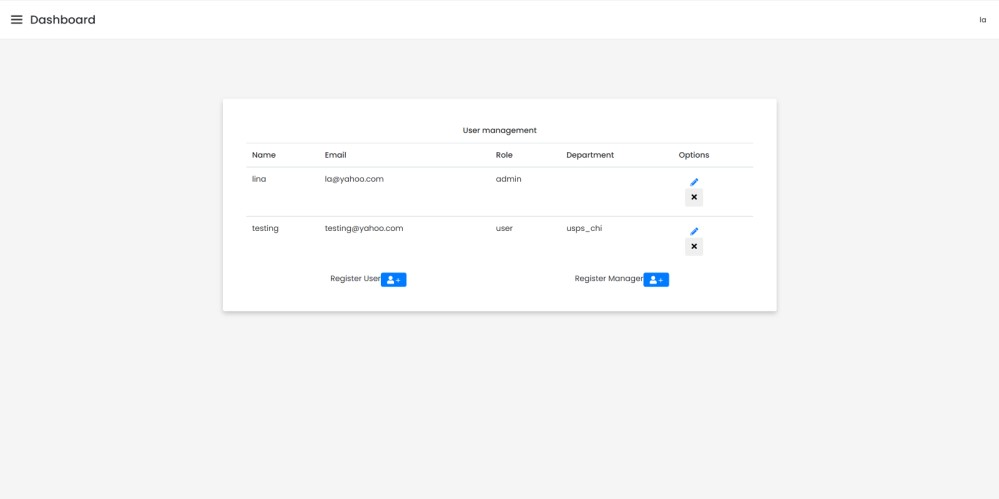 Dashboard
la
User management
Name Email Role Department Options
lina la@yahoo.com admin
testing testing@yahoo.com user usps_chi
Register User + Register Manager +